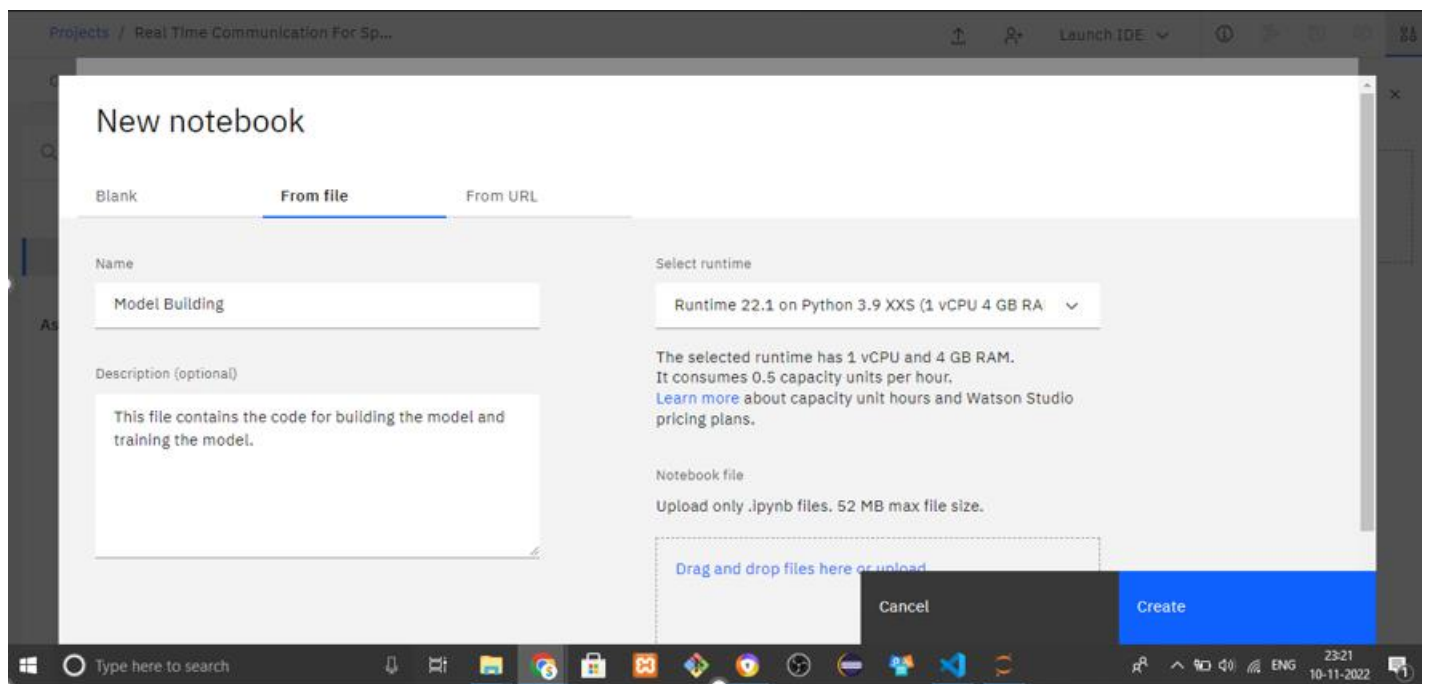 Projects / Real Time Communication For Sp...
Launch IDE
New notebook
Blank
From file
From URL
Name
Model Building
Description (optional)
This file contains the code for building the model and
training the model.
Select runtime
Runtime 22.1 on Python 3.9 XXS (1 vCPU 4 GB RA
The selected runtime has 1 vCPU and 4 GB RAM.
It consumes 0.5 capacity units per hour.
Learn more about capacity unit hours and Watson Studio
pricing plans.
Notebook file
Upload only .ipynb files. 52 MB max file size.
Drag and drop files here or upload
Cancel
Create
As
Type here to search
ENG
23:21
10-11-2022